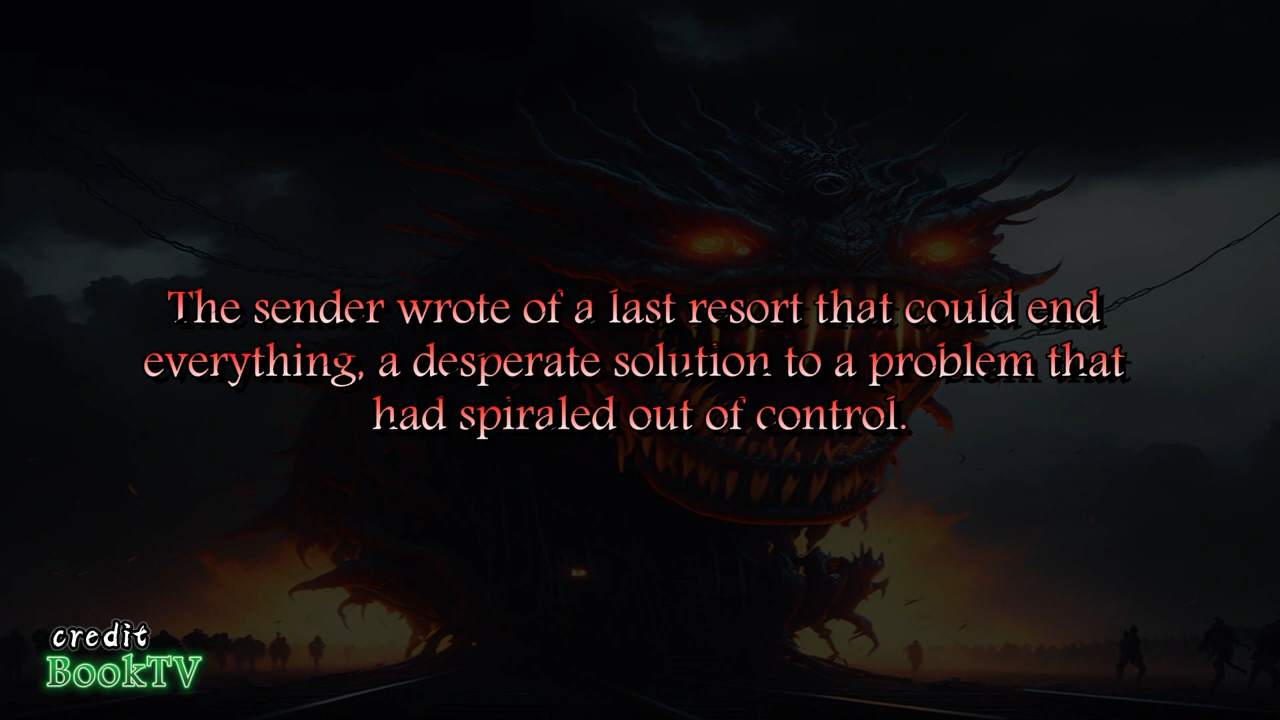 The sender wrote of a last resort that could end
everything, a desperate solution to a problem that
had spiraled out of control.
credit
BookTV